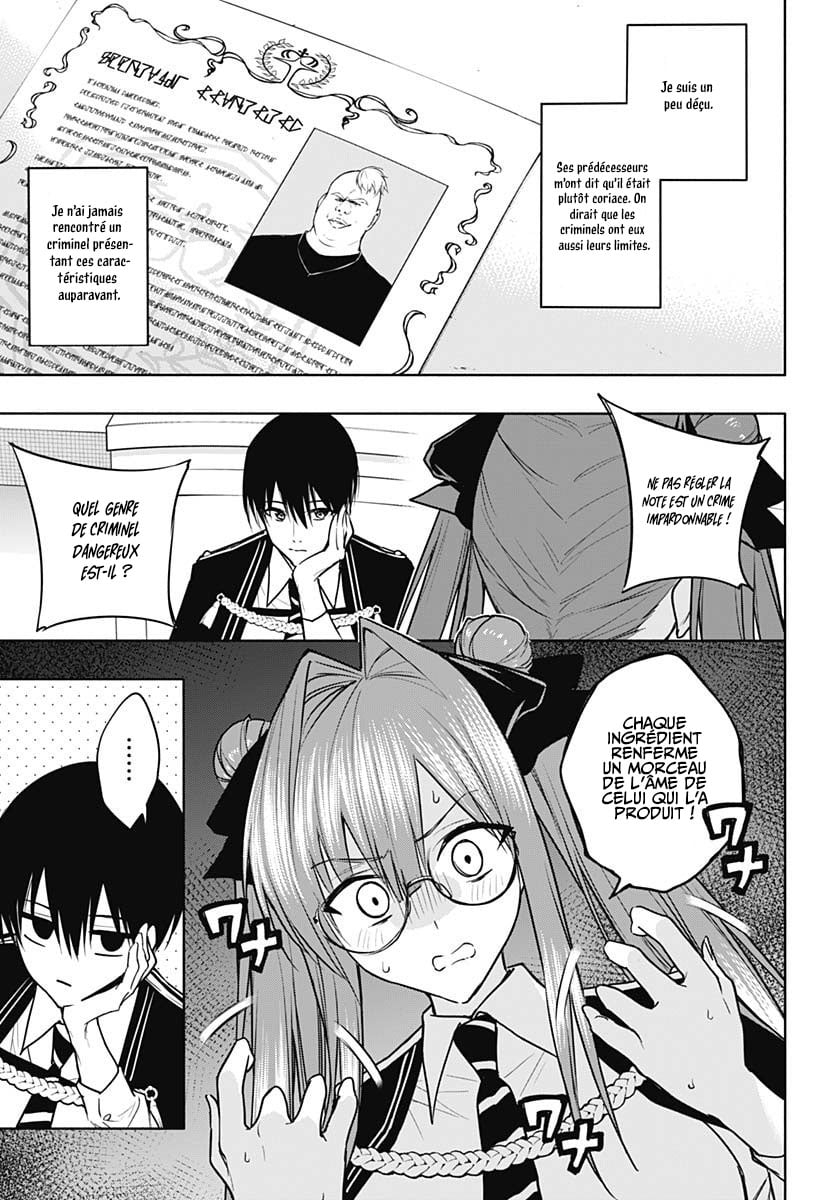 Je suis un
peu déçu.
Ses prédécesseurs
m'ont dit qu'il était
plutôt coriace. On
dirait que les
criminels ont eux
aussi leurs limites.
Je n'ai jamais
rencontré un
criminel présen-
tant ces carac-
téristiques
auparavant.
NE PAS RÉGLER LA
NOTE EST UN CRIME
IMPARDONNABLE !
QUEL GENRE
DE CRIMINEL
DANGEREUX
EST-IL ?
CHAQUE
INGRÉDIENT
RENFERME
UN MORCEAU
DE L'ÂME DE
CELUI QUI L'A
PRODUIT !
ワナ
ワナ
ワナ
......